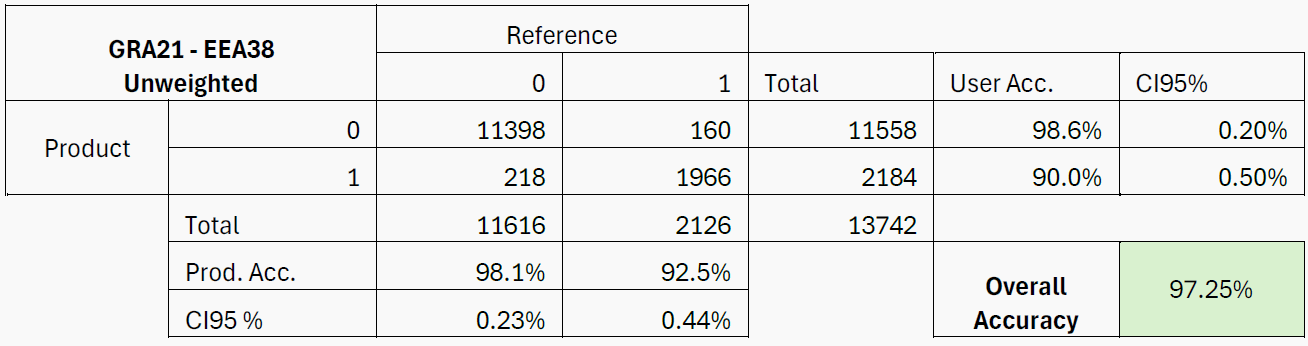 GRA21 - EEA38
Unweighted
Reference
0 1 Total User Acc. CI95%
Product
0 11398 160 11558 98.6% 0.20%
1 218 1966 2184 90.0% 0.50%
Total 11616 2126 13742
Prod. Acc. 98.1% 92.5%
CI95 % 0.23% 0.44%
Overall
Accuracy
97.25%